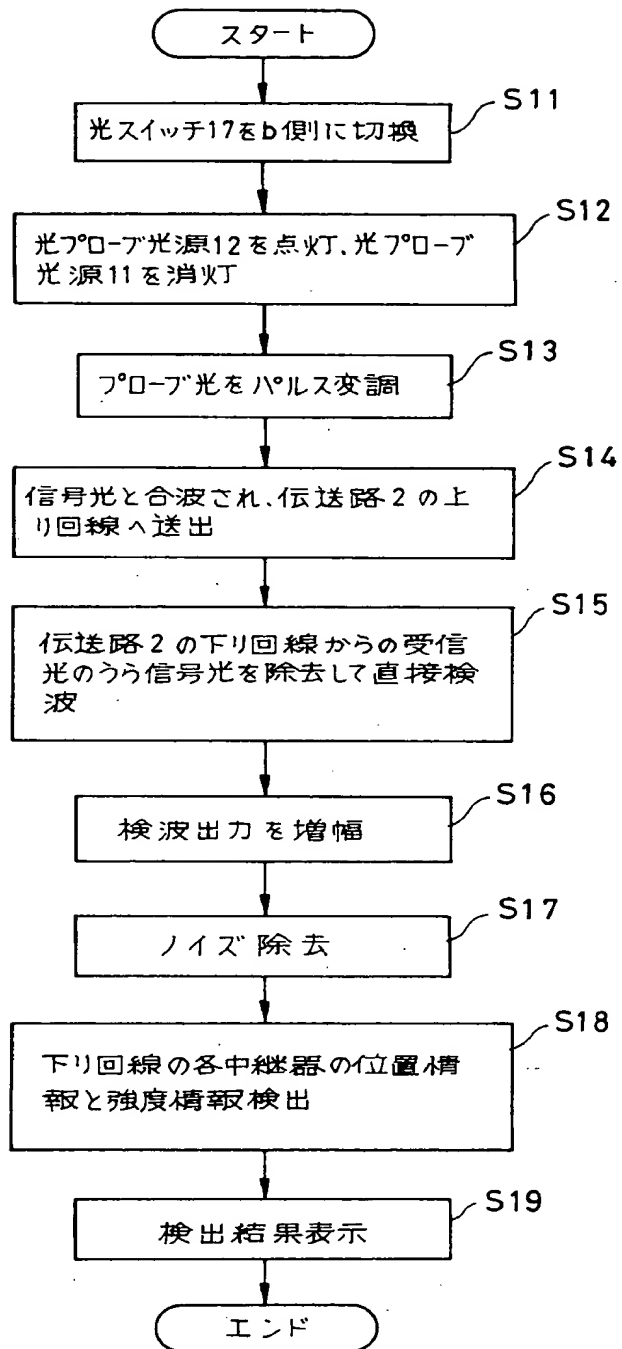 スタート
S11
光スイッチ17をb側に切換
S12
光プローブ光源12を点灯、光プローブ
光源11を消灯
S13
プローブ光をパルス変調
S14
信号光と合波され、伝送路2の上
り回線へ送出
S15
伝送路2の下り回線からの受信
光のうら信号光を除去して直接検
波
S16
検波出力を増幅
S17
ノイズ除去
S18
下り回線の各中継器の位置情
報と強度情報検出
S19
検出結果表示
エンド